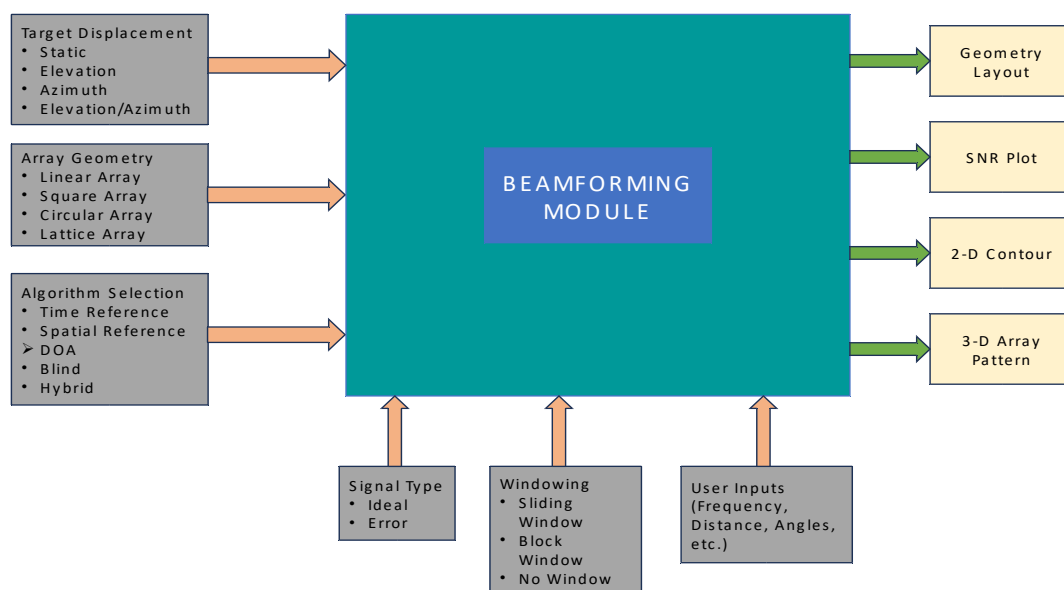 Target Displacement
• Static
• Elevation
• Azimuth
• Elevation/Azimuth
Array Geometry
• Linear Array
• Square Array
• Circular Array
• Lattice Array
Algorithm Selection
• Time Reference
• Spatial Reference
➢ DOA
• Blind
• Hybrid
BEAMFORMING
MODULE
Geometry
Layout
SNR Plot
2-D Contour
3-D Array
Pattern
Signal Type
• Ideal
• Error
Windowing
• Sliding
Window
• Block
Window
• No Window
User Inputs
(Frequency,
Distance, Angles,
etc.)